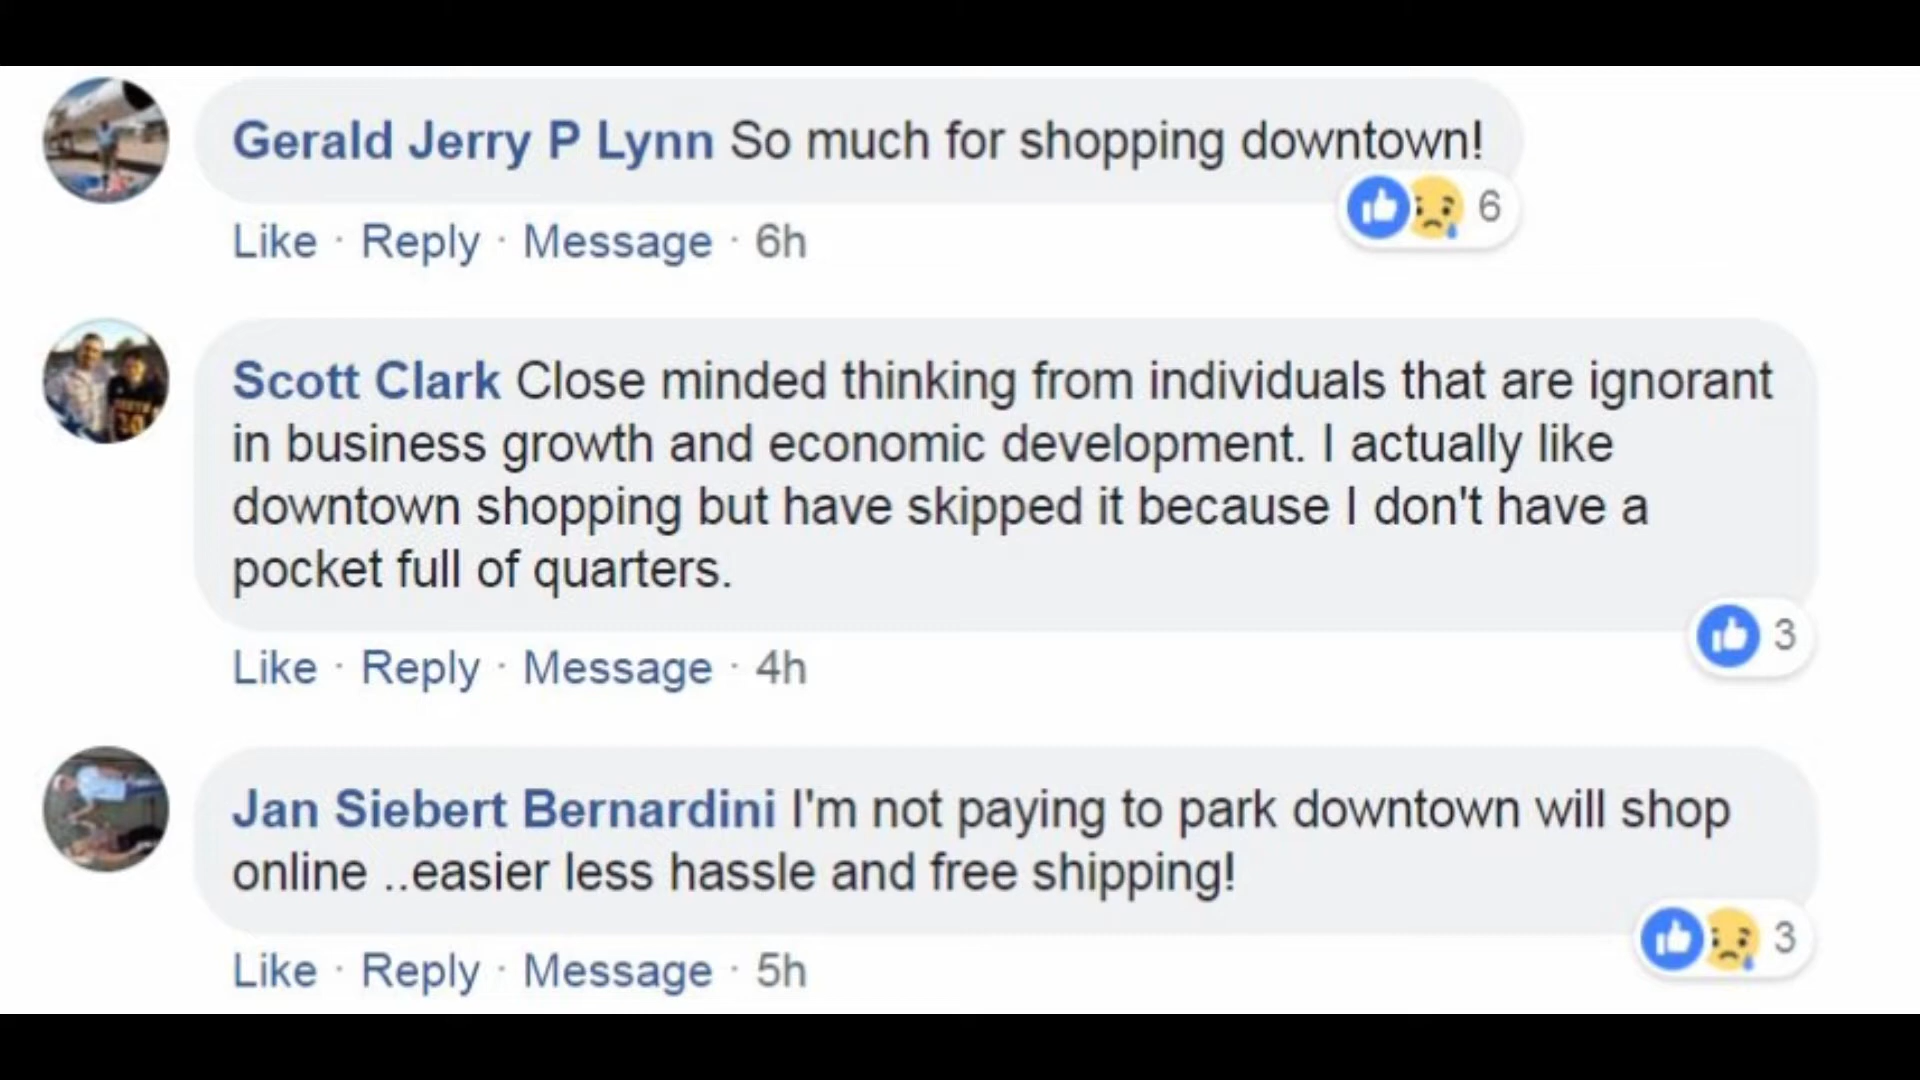 Gerald Jerry P Lynn So much for shopping downtown!
6
Like · Reply · Message · 6h
Scott Clark Close minded thinking from individuals that are ignorant
in business growth and economic development. I actually like
downtown shopping but have skipped it because I don't have a
pocket full of quarters.
3
Like · Reply · Message · 4h
Jan Siebert Bernardini I'm not paying to park downtown will shop
online ..easier less hassle and free shipping!
3
Like · Reply · Message · 5h